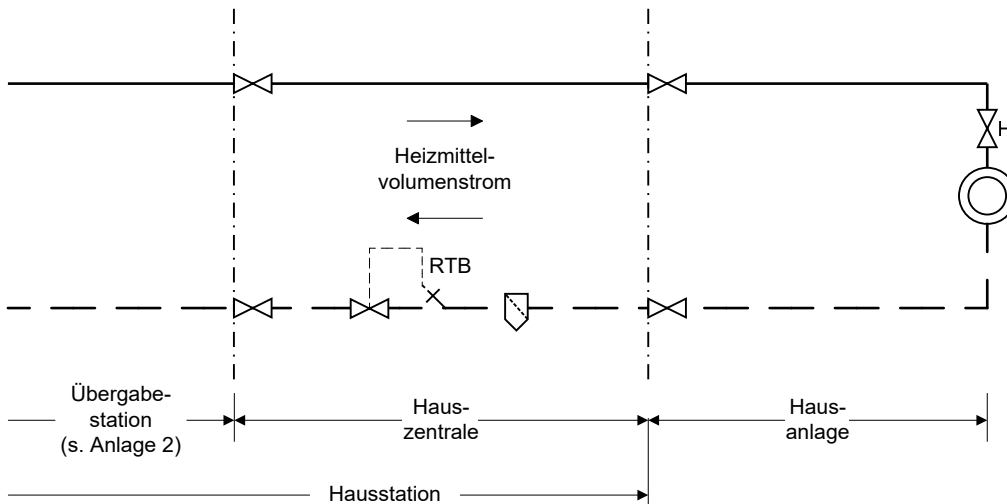 Heizmittel-
volumenstrom
RTB
Übergabe-
station
(s. Anlage 2)
Haus-
zentrale
Haus-
anlage
Hausstation